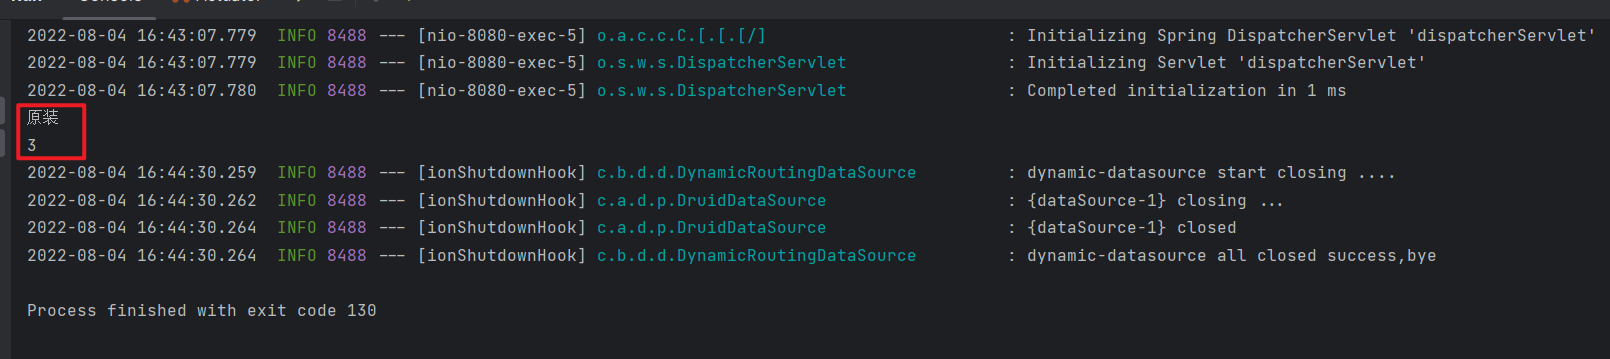 2022-08-04 16:43:07.779  INFO 8488 --- [nio-8080-exec-5] o.a.c.c.C.[.[.[/]                        : Initializing Spring DispatcherServlet 'dispatcherServlet'
2022-08-04 16:43:07.779  INFO 8488 --- [nio-8080-exec-5] o.s.w.s.DispatcherServlet                : Initializing Servlet 'dispatcherServlet'
2022-08-04 16:43:07.780  INFO 8488 --- [nio-8080-exec-5] o.s.w.s.DispatcherServlet                : Completed initialization in 1 ms
原装
3
2022-08-04 16:44:30.259  INFO 8488 --- [ionShutdownHook] c.b.d.d.DynamicRoutingDataSource         : dynamic-datasource start closing ....
2022-08-04 16:44:30.262  INFO 8488 --- [ionShutdownHook] c.a.d.p.DruidDataSource                  : {dataSource-1} closing ...
2022-08-04 16:44:30.264  INFO 8488 --- [ionShutdownHook] c.a.d.p.DruidDataSource                  : {dataSource-1} closed
2022-08-04 16:44:30.264  INFO 8488 --- [ionShutdownHook] c.b.d.d.DynamicRoutingDataSource         : dynamic-datasource all closed success,bye
Process finished with exit code 130